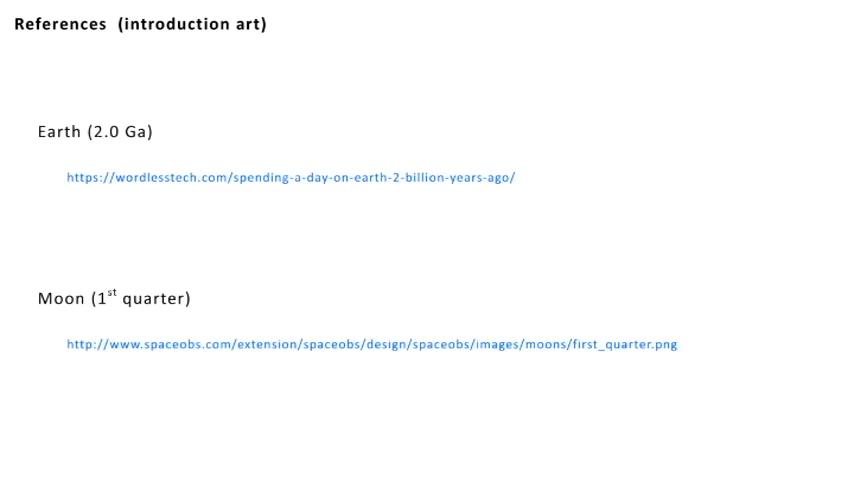 References  (introduction art)
Earth (2.0 Ga)
https://wordlesstech.com/spending-a-day-on-earth-2-billion-years-ago/
Moon (1st quarter)
http://www.spaceobs.com/extension/spaceobs/design/spaceobs/images/moons/first_quarter.png